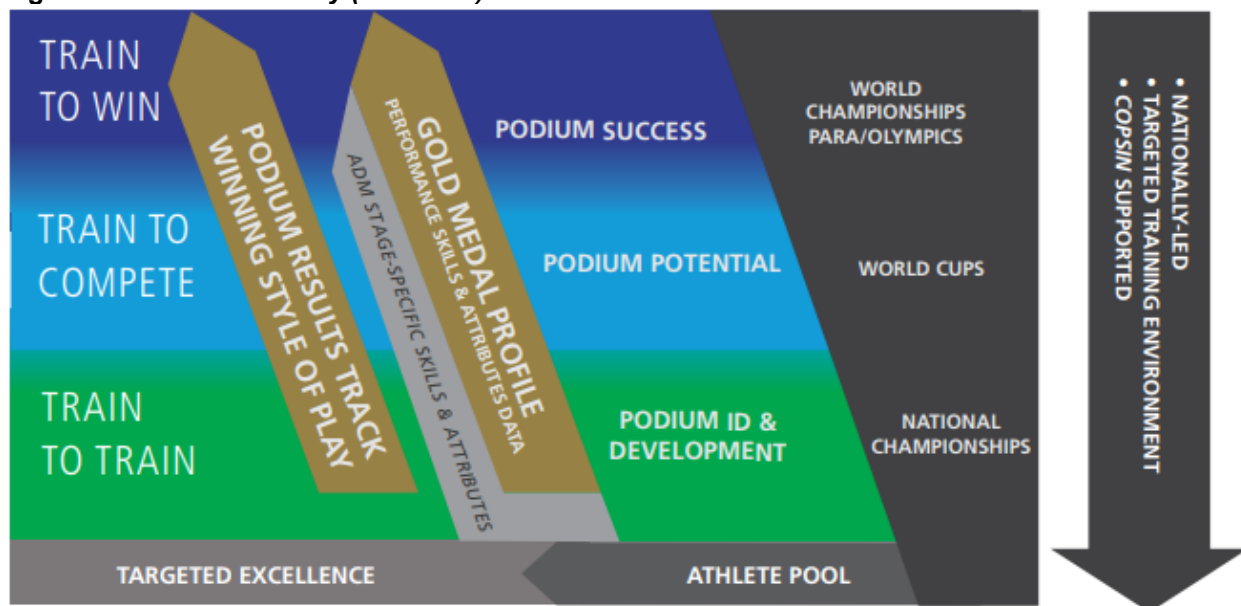 TRAIN
TO WIN
TRAIN TO
COMPETE
TRAIN
TO TRAIN
PODIUM RESULTS TRACK
WINNING STYLE OF PLAY
ADM STAGE-SPECIFIC SKILLS & ATTRIBUTES
GOLD MEDAL PROFILE
PERFORMANCE SKILLS & ATTRIBUTES DATA
PODIUM SUCCESS
PODIUM POTENTIAL
PODIUM ID &
DEVELOPMENT
WORLD
CHAMPIONSHIPS
PARA/OLYMPICS
WORLD CUPS
NATIONAL
CHAMPIONSHIPS
• NATIONALLY-LED
• TARGETED TRAINING ENVIRONMENT
• COPSIN SUPPORTED
TARGETED EXCELLENCE
ATHLETE POOL